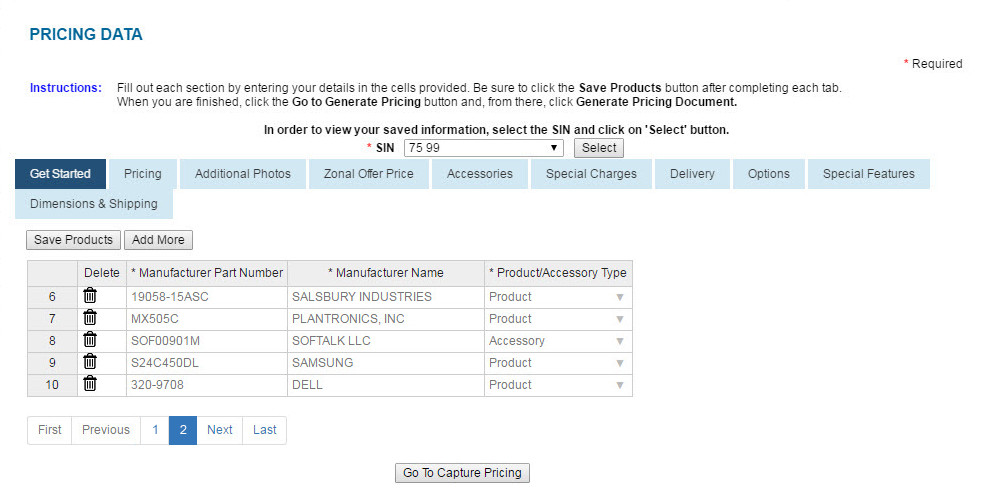 PRICING DATA
* Required
Instructions: Fill out each section by entering your details in the cells provided. Be sure to click the Save Products button after completing each tab.
When you are finished, click the Go to Generate Pricing button and, from there, click Generate Pricing Document.
In order to view your saved information, select the SIN and click on 'Select' button.
* SIN 75 99 Select
Get Started Pricing Additional Photos Zonal Offer Price Accessories Special Charges Delivery Options Special Features
Dimensions & Shipping
Save Products Add More
Delete * Manufacturer Part Number * Manufacturer Name * Product/Accessory Type
6 19058-15ASC SALSBURY INDUSTRIES Product
7 MX505C PLANTRONICS, INC Product
8 SOF00901M SOFTALK LLC Accessory
9 S24C450DL SAMSUNG Product
10 320-9708 DELL Product
First Previous 1 2 Next Last
Go To Capture Pricing